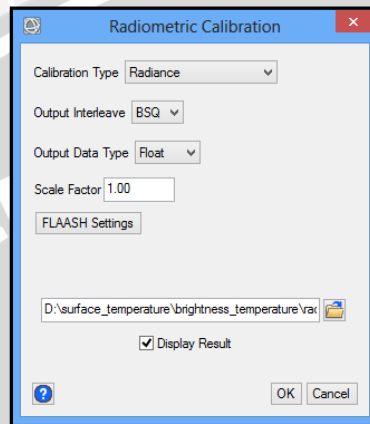 Radiometric Calibration
Calibration Type Radiance
Output Interleave BSQ
Output Data Type Float
Scale Factor 1.00
FLAASH Settings
D:\surface_temperature\brightness_temperature\rad
Display Result
? OK Cancel